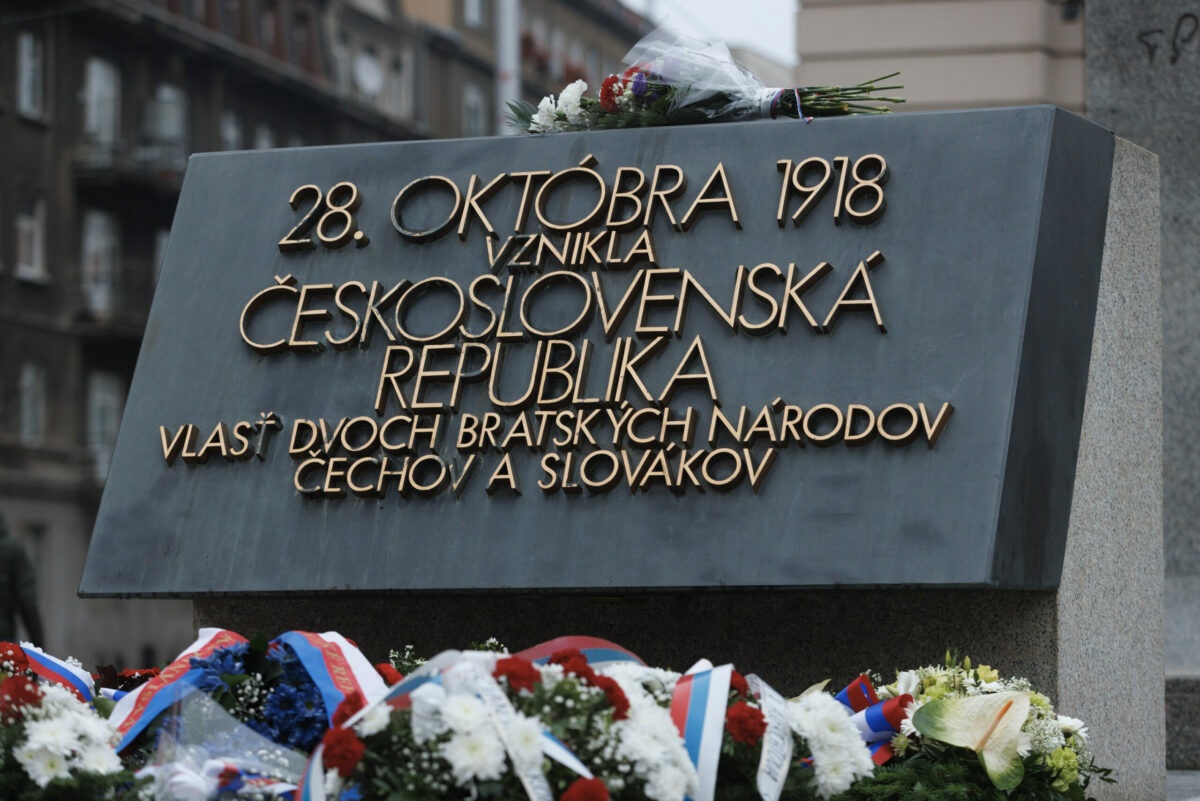 28. OKTÓBRA 1918
VZNIKLA
ČESKOSLOVENSKÁ
REPUBLIKA
VLASŤ DVOCH BRATSKÝCH NÁRODOV
ČECHOV A SLOVÁKOV